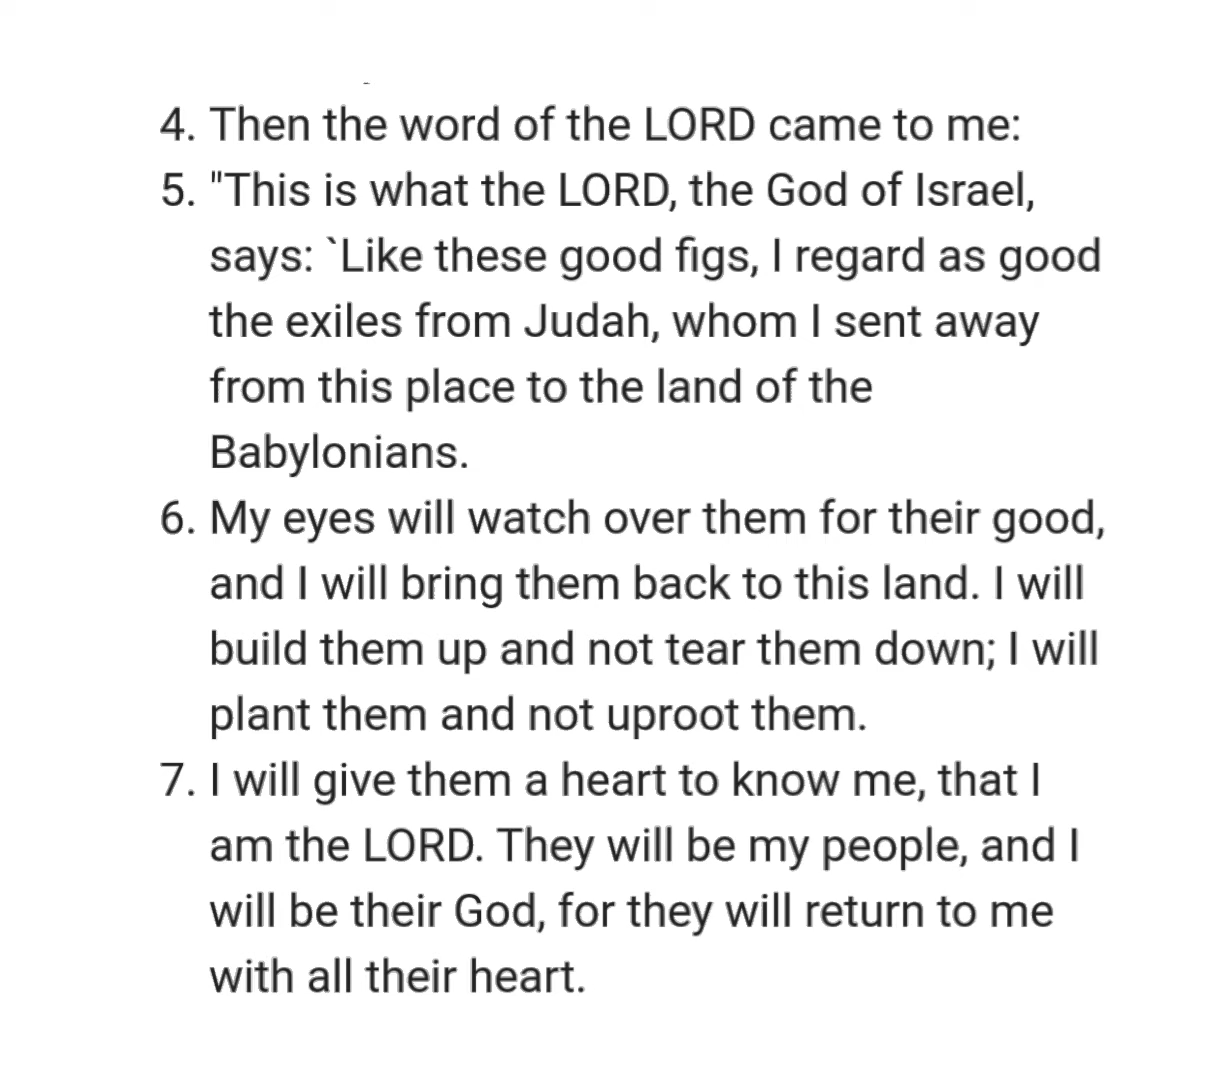 4. Then the word of the LORD came to me:
5. "This is what the LORD, the God of Israel,
says: `Like these good figs, I regard as good
the exiles from Judah, whom I sent away
from this place to the land of the
Babylonians.
6. My eyes will watch over them for their good,
and I will bring them back to this land. I will
build them up and not tear them down; I will
plant them and not uproot them.
7. I will give them a heart to know me, that I
am the LORD. They will be my people, and I
will be their God, for they will return to me
with all their heart.